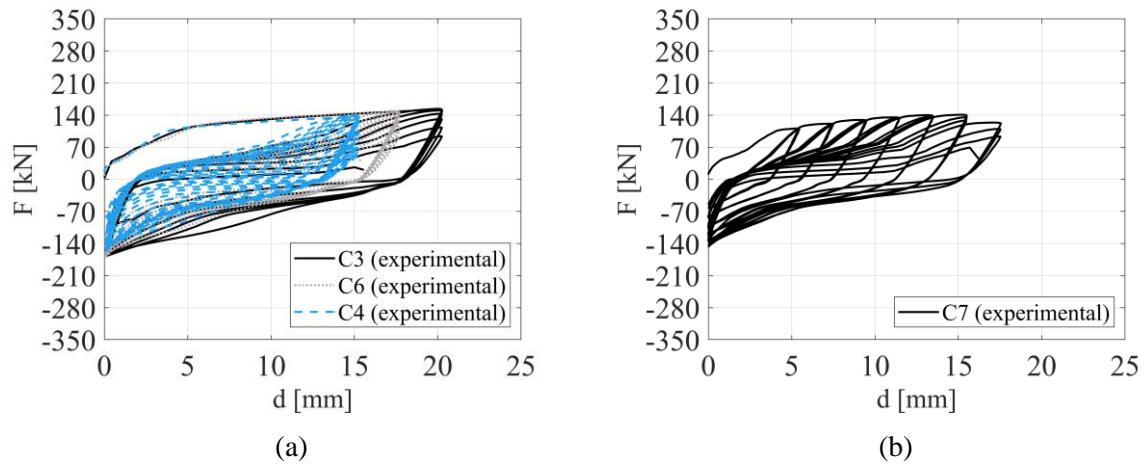 350
280
210
140
70
0
-70
-140
-210
-280
-350
F [kN]
0 5 10 15 20 25
d [mm]
C3 (experimental)
C6 (experimental)
C4 (experimental)
(a)
350
280
210
140
70
0
-70
-140
-210
-280
-350
F [kN]
0 5 10 15 20 25
d [mm]
C7 (experimental)
(b)